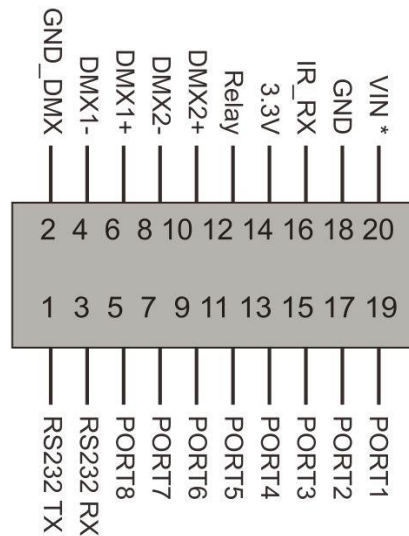 GND_DMX
DMX1-
DMX1+
DMX2-
DMX2+
Relay
3.3V
IR_RX
GND
VIN *
2 4 6 8 10 12 14 16 18 20
1 3 5 7 9 11 13 15 17 19
RS232 TX
RS232 RX
PORT8
PORT7
PORT6
PORT5
PORT4
PORT3
PORT2
PORT1